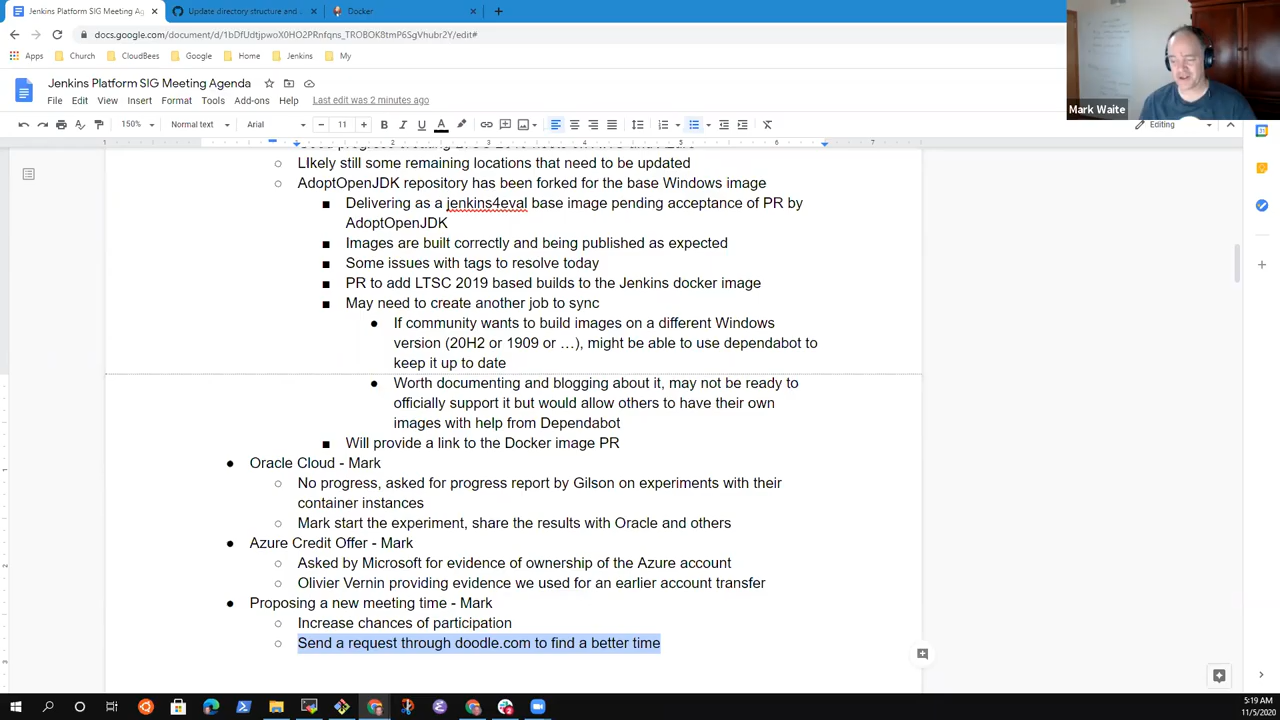 Jenkins Platform SIG Meeting Ag
Update directory structure and
Docker
docs.google.com/document/d/1bDfUdtjpwoX0HO2PRnfqns_TROBOK8tmP6SgVhubr2Y/edit#
Apps
Church
CloudBees
Google
Home
Jenkins
My
Jenkins Platform SIG Meeting Agenda
File Edit View Insert Format Tools Add-ons Help Last edit was 2 minutes ago
Mark Waite
150% Normal text Arial 11 Editing
LIkely still some remaining locations that need to be updated
AdoptOpenJDK repository has been forked for the base Windows image
Delivering as a jenkins4eval base image pending acceptance of PR by
AdoptOpenJDK
Images are built correctly and being published as expected
Some issues with tags to resolve today
PR to add LTSC 2019 based builds to the Jenkins docker image
May need to create another job to sync
If community wants to build images on a different Windows
version (20H2 or 1909 or …), might be able to use dependabot to
keep it up to date
Worth documenting and blogging about it, may not be ready to
officially support it but would allow others to have their own
images with help from Dependabot
Will provide a link to the Docker image PR
Oracle Cloud - Mark
No progress, asked for progress report by Gilson on experiments with their
container instances
Mark start the experiment, share the results with Oracle and others
Azure Credit Offer - Mark
Asked by Microsoft for evidence of ownership of the Azure account
Olivier Vernin providing evidence we used for an earlier account transfer
Proposing a new meeting time - Mark
Increase chances of participation
Send a request through doodle.com to find a better time
5:19 AM
11/5/2020